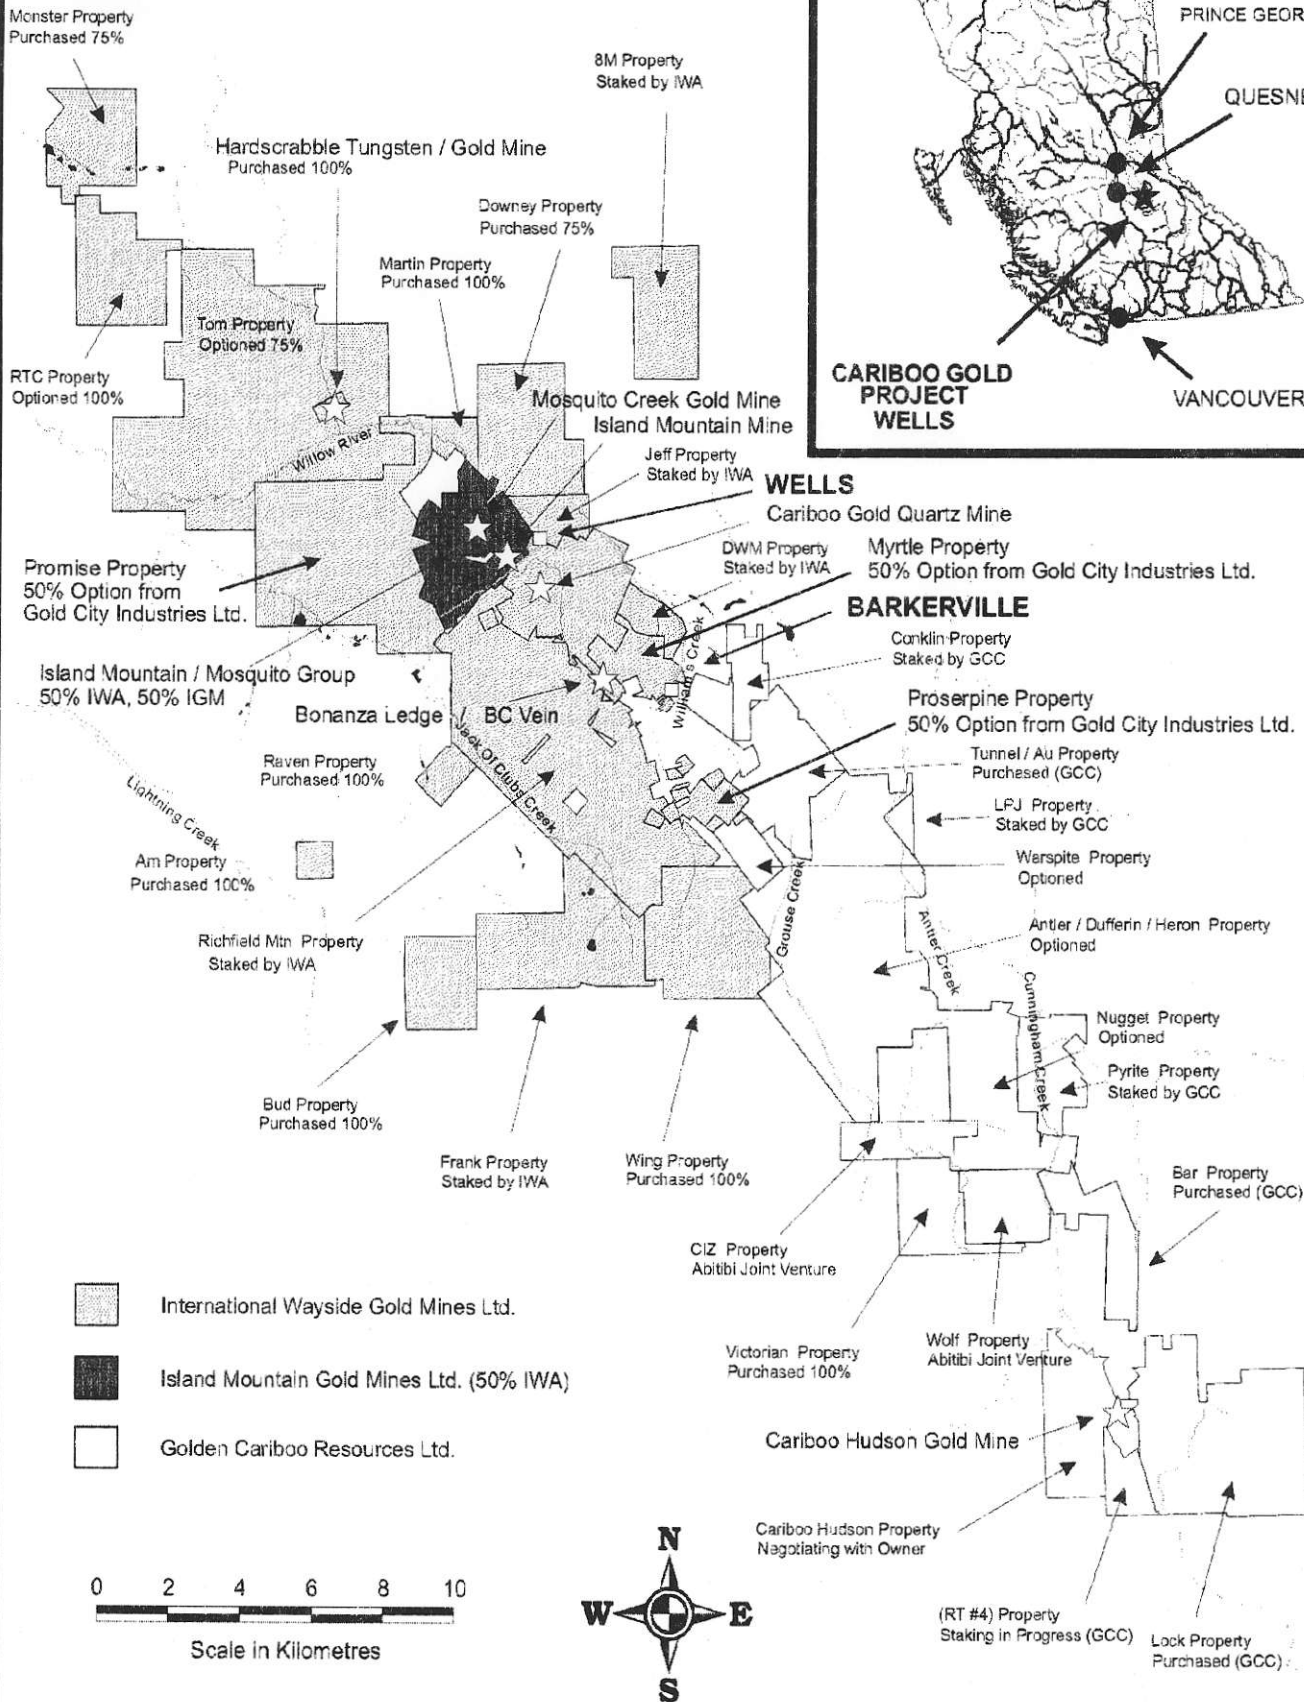 Monster Property
Purchased 75%
8M Property
Staked by IWA
Hardscrabble Tungsten / Gold Mine
Purchased 100%
Downey Property
Purchased 75%
Martin Property
Purchased 100%
Tom Property
Optioned 75%
RTC Property
Optioned 100%
Willow River
Mosquito Creek Gold Mine
Island Mountain Mine
Jeff Property
Staked by IWA
WELLS
Cariboo Gold Quartz Mine
DWM Property
Staked by IWA
Myrtle Property
50% Option from Gold City Industries Ltd.
BARKERVILLE
Conklin Property
Staked by GCC
Promise Property
50% Option from
Gold City Industries Ltd.
Island Mountain / Mosquito Group
50% IWA, 50% IGM
Bonanza Ledge / BC Vein
William's Creek
Proserpine Property
50% Option from Gold City Industries Ltd.
Tunnel / Au Property
Purchased (GCC)
Raven Property
Purchased 100%
Jack Of Clubs Creek
Lightning Creek
Staked by GCC
Warspite Property
Optioned
Am Property
Purchased 100%
Richfield Mtn Property
Staked by IWA
Grouse Creek
Antler Creek
Antler / Dufferin / Heron Property
Optioned
Cunningham Creek
Nugget Property
Optioned
Pyrite Property
Staked by GCC
Bud Property
Purchased 100%
Frank Property
Staked by IWA
Wing Property
Purchased 100%
Bar Property
Purchased (GCC)
CIZ Property
Abitibi Joint Venture
Victorian Property
Purchased 100%
Wolf Property
Abitibi Joint Venture
Cariboo Hudson Gold Mine
Cariboo Hudson Property
Negotiating with Owner
(RT #4) Property
Staking in Progress (GCC)
Lock Property
Purchased (GCC)
PRINCE GEOR
QUESNE
CARIBOO GOLD
PROJECT
WELLS
VANCOUVER
International Wayside Gold Mines Ltd.
Island Mountain Gold Mines Ltd. (50% IWA)
Golden Cariboo Resources Ltd.
0 2 4 6 8 10
Scale in Kilometres
N
W E
S